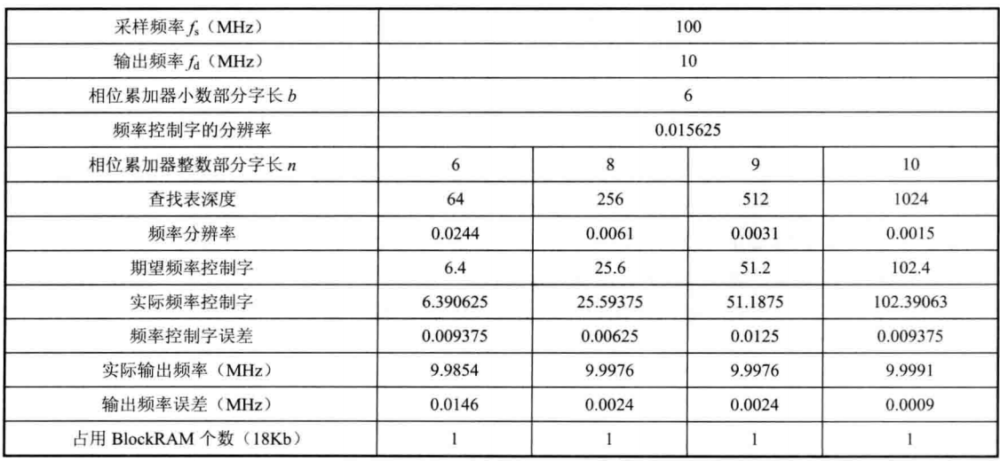 采样频率 fs（MHz） 100
输出频率 fd（MHz） 10
相位累加器小数部分字长 b 6
频率控制字的分辨率 0.015625
相位累加器整数部分字长 n 6 8 9 10
查找表深度 64 256 512 1024
频率分辨率 0.0244 0.0061 0.0031 0.0015
期望频率控制字 6.4 25.6 51.2 102.4
实际频率控制字 6.390625 25.59375 51.1875 102.39063
频率控制字误差 0.009375 0.00625 0.0125 0.009375
实际输出频率（MHz） 9.9854 9.9976 9.9976 9.9991
输出频率误差（MHz） 0.0146 0.0024 0.0024 0.0009
占用 BlockRAM 个数（18Kb） 1 1 1 1